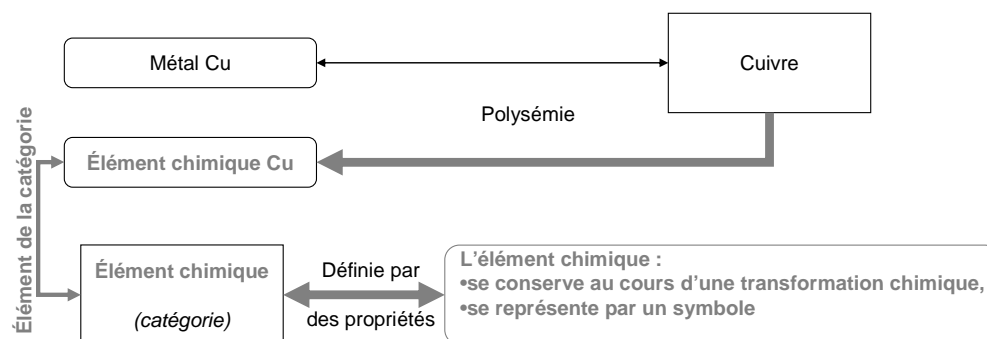 Métal Cu
Cuivre
Polysémie
Élément de la catégorie
Élément chimique Cu
Élément chimique
(catégorie)
Définie par
des propriétés
L'élément chimique :
•se conserve au cours d'une transformation chimique,
•se représente par un symbole